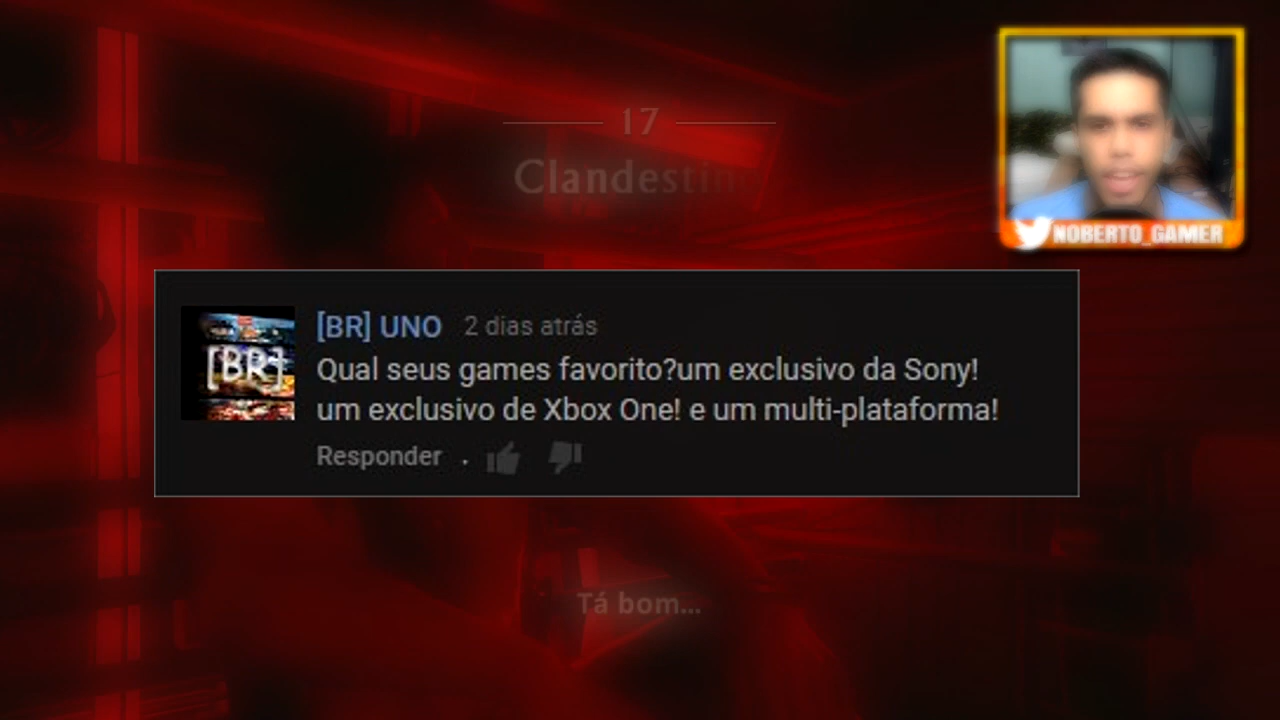 17
Clandestino
NOBERTO_GAMER
[BR] UNO 2 dias atrás
[BR]
Qual seus games favorito?um exclusivo da Sony!
um exclusivo de Xbox One! e um multi-plataforma!
Responder .
Tá bom...